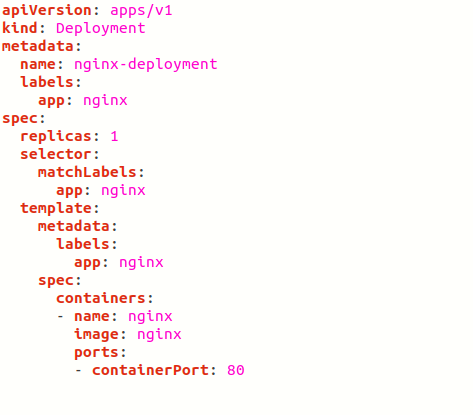 apiVersion: apps/v1
kind: Deployment
metadata:
  name: nginx-deployment
  labels:
    app: nginx
spec:
  replicas: 1
  selector:
    matchLabels:
      app: nginx
  template:
    metadata:
      labels:
        app: nginx
    spec:
      containers:
      - name: nginx
        image: nginx
        ports:
        - containerPort: 80